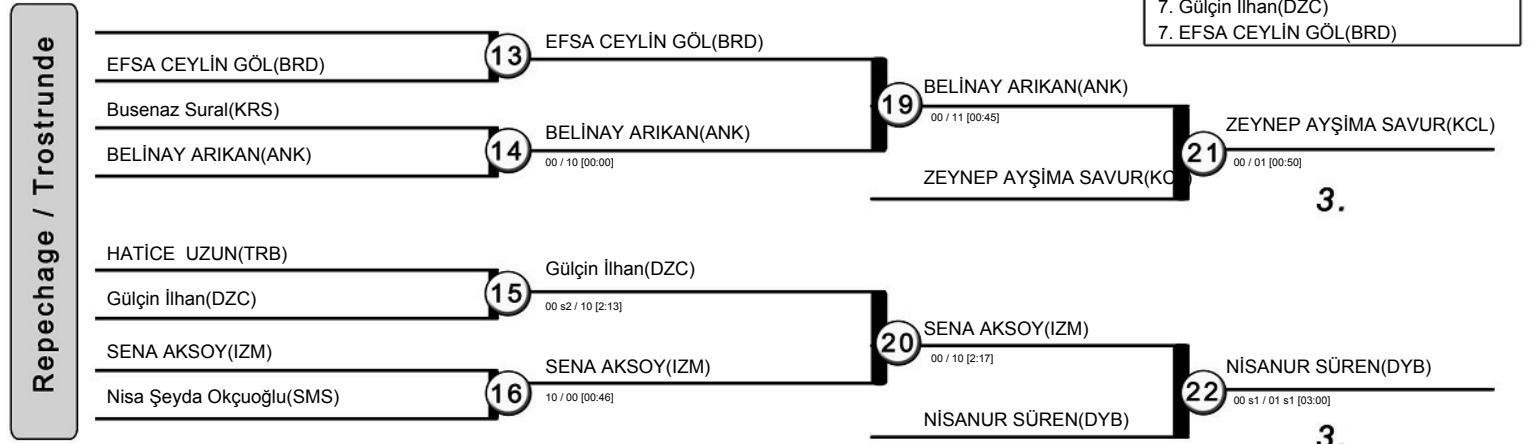 7. Gülçin İlhan(DZC)
7. EFSA CEYLİN GÖL(BRD)
Repechage / Trostrunde
EFSA CEYLİN GÖL(BRD)
13
EFSA CEYLİN GÖL(BRD)
Busenaz Sural(KRS)
BELİNAY ARIKAN(ANK)
14
BELİNAY ARIKAN(ANK)
00 / 10 [00:00]
19
BELİNAY ARIKAN(ANK)
00 / 11 [00:45]
ZEYNEP AYŞİMA SAVUR(KC
21
ZEYNEP AYŞİMA SAVUR(KCL)
00 / 01 [00:50]
3.
HATİCE  UZUN(TRB)
Gülçin İlhan(DZC)
15
Gülçin İlhan(DZC)
00 s2 / 10 [2:13]
SENA AKSOY(IZM)
Nisa Şeyda Okçuoğlu(SMS)
16
SENA AKSOY(IZM)
10 / 00 [00:46]
20
SENA AKSOY(IZM)
00 / 10 [2:17]
NİSANUR SÜREN(DYB)
22
NİSANUR SÜREN(DYB)
00 s1 / 01 s1 [03:00]
3.